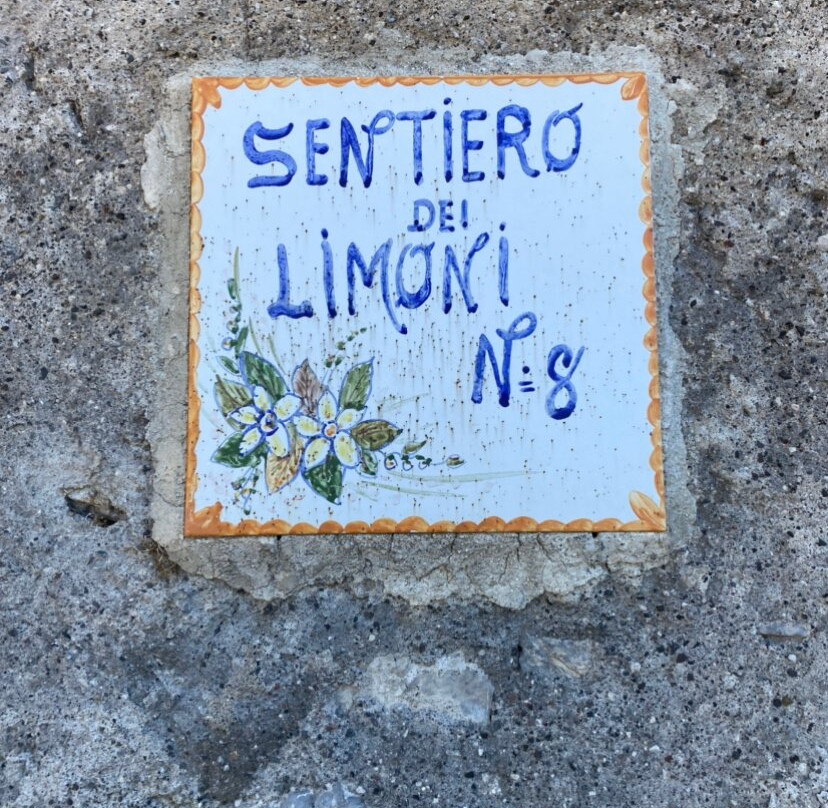 SENTIERO
DEI
LIMONI
N= 8